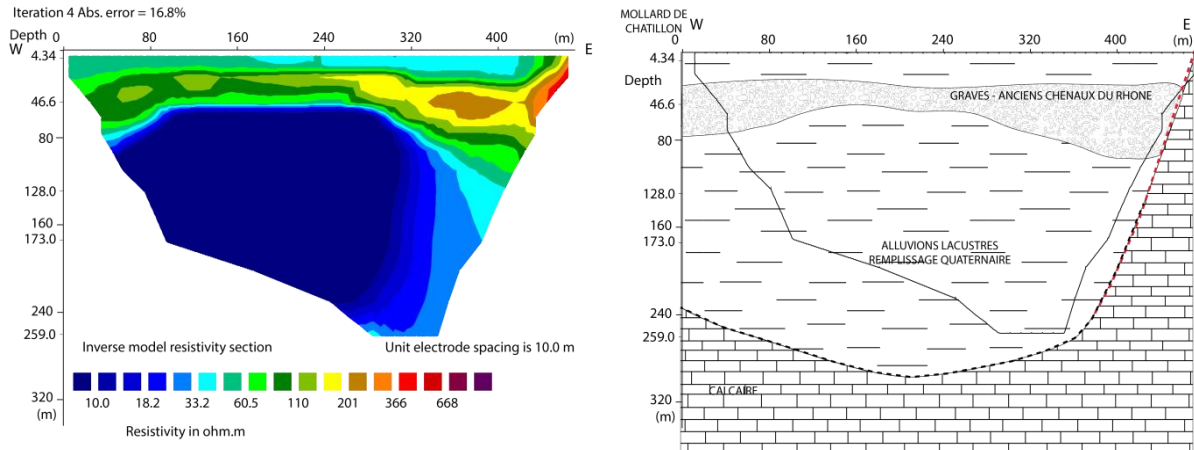 Iteration 4 Abs. error = 16.8%
Depth 0 80 160 240 320 400 (m)
W E
4.34
46.6
80
128.0
160
173.0
240
259.0
320
(m)
Inverse model resistivity section Unit electrode spacing is 10.0 m
10.0 18.2 33.2 60.5 110 201 366 668
Resistivity in ohm.m
MOLLARD DE
CHATILLON W E
0 80 160 240 320 400 (m)
4.34
Depth
46.6
80
128.0
160
173.0
240
259.0
320
(m)
GRAVES - ANCIENS CHENAUX DU RHONE
ALLUVIONS LACUSTRES
REMPLISSAGE QUATERNAIRE
CALCAIRE